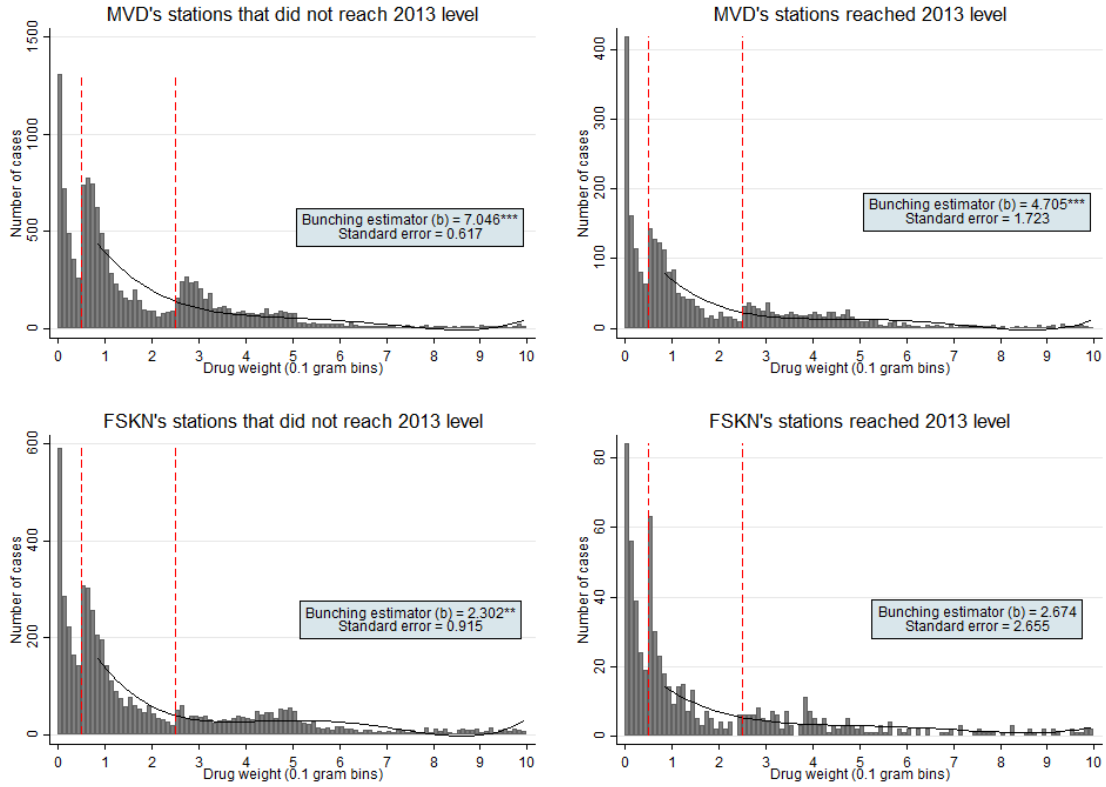 MVD's stations that did not reach 2013 level
Number of cases
0 500 1000 1500
Bunching estimator (b) = 7.046***
Standard error = 0.617
0 1 2 3 4 5 6 7 8 9 10
Drug weight (0.1 gram bins)
MVD's stations reached 2013 level
Number of cases
0 100 200 300 400
Bunching estimator (b) = 4.705***
Standard error = 1.723
0 1 2 3 4 5 6 7 8 9 10
Drug weight (0.1 gram bins)
FSKN's stations that did not reach 2013 level
Number of cases
0 200 400 600
Bunching estimator (b) = 2.302**
Standard error = 0.915
0 1 2 3 4 5 6 7 8 9 10
Drug weight (0.1 gram bins)
FSKN's stations reached 2013 level
Number of cases
0 20 40 60 80
Bunching estimator (b) = 2.674
Standard error = 2.655
0 1 2 3 4 5 6 7 8 9 10
Drug weight (0.1 gram bins)